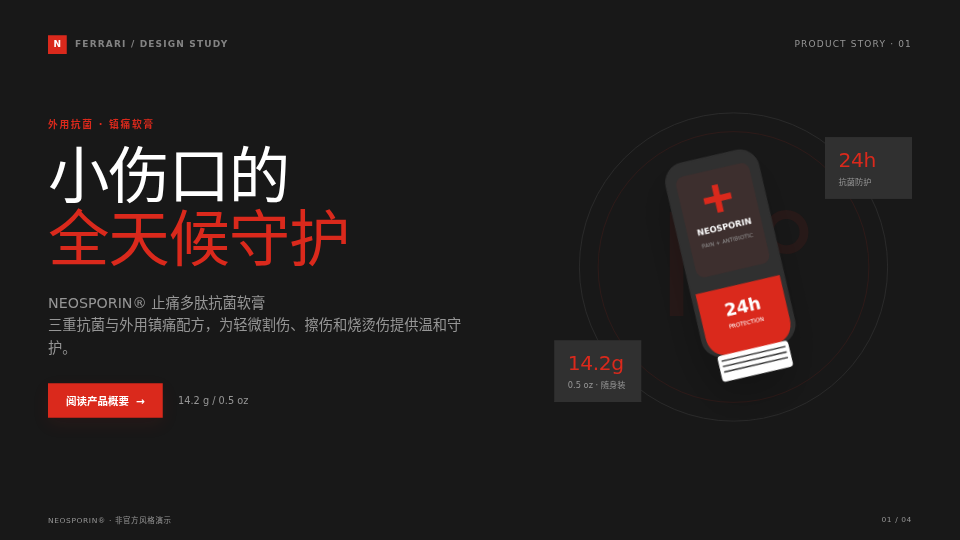 N FERRARI / DESIGN STUDY
PRODUCT STORY · 01
外用抗菌 · 镇痛软膏
小伤口的
全天候守护
NEOSPORIN® 止痛多肽抗菌软膏
三重抗菌与外用镇痛配方，为轻微割伤、擦伤和烧烫伤提供温和守
护。
阅读产品概要 →
14.2 g / 0.5 oz
24h
抗菌防护
NEOSPORIN
PAIN + ANTIBIOTIC
24h
PROTECTION
14.2g
0.5 oz · 随身装
NEOSPORIN® · 非官方风格演示
01 / 04